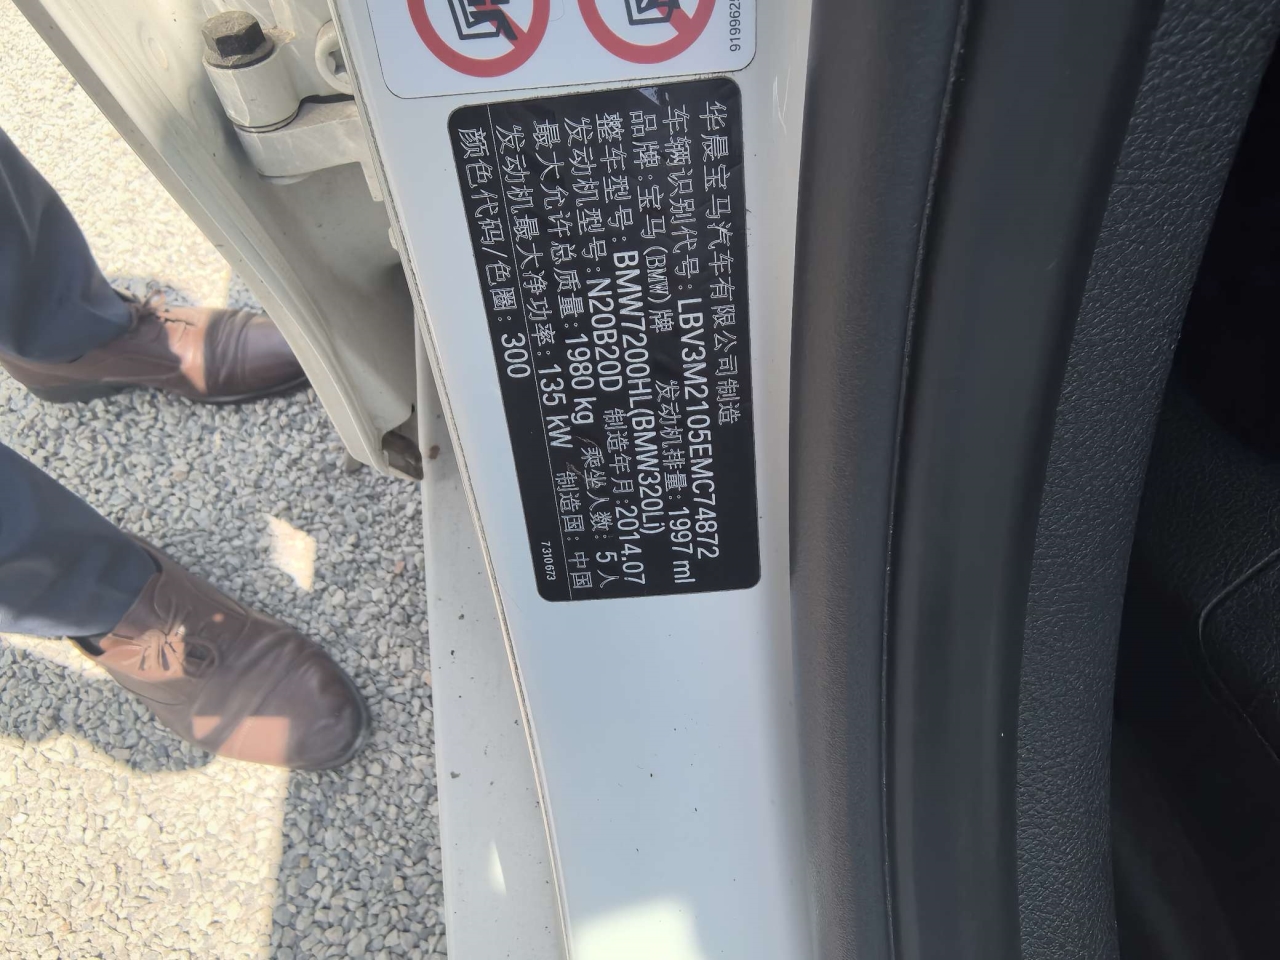 华晨宝马汽车有限公司制造
车辆识别代号: LBV3M2105EMC74872
品牌: 宝马(BMW)牌 发动机排量: 1997 ml
整车型号: BMW7200HL(BMW320Li)
发动机型号: N20B20D 制造年月: 2014.07
最大允许总质量: 1980 kg 乘坐人数: 5 人
发动机最大净功率: 135 kW 制造国: 中国
颜色代码/色圈: 300
7310673